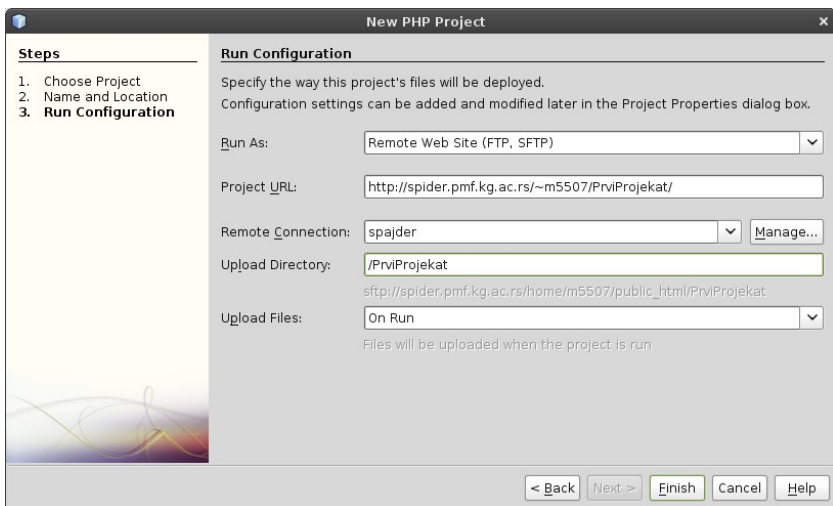 New PHP Project
Steps
1. Choose Project
2. Name and Location
3. Run Configuration
Run Configuration
Specify the way this project's files will be deployed.
Configuration settings can be added and modified later in the Project Properties dialog box.
Run As: Remote Web Site (FTP, SFTP)
Project URL: http://spider.pmf.kg.ac.rs/~m5507/PrviProjekat/
Remote Connection: spajder Manage...
Upload Directory: /PrviProjekat
sftp://spider.pmf.kg.ac.rs/home/m5507/public_html/PrviProjekat
Upload Files: On Run
Files will be uploaded when the project is run
< Back Next > Finish Cancel Help